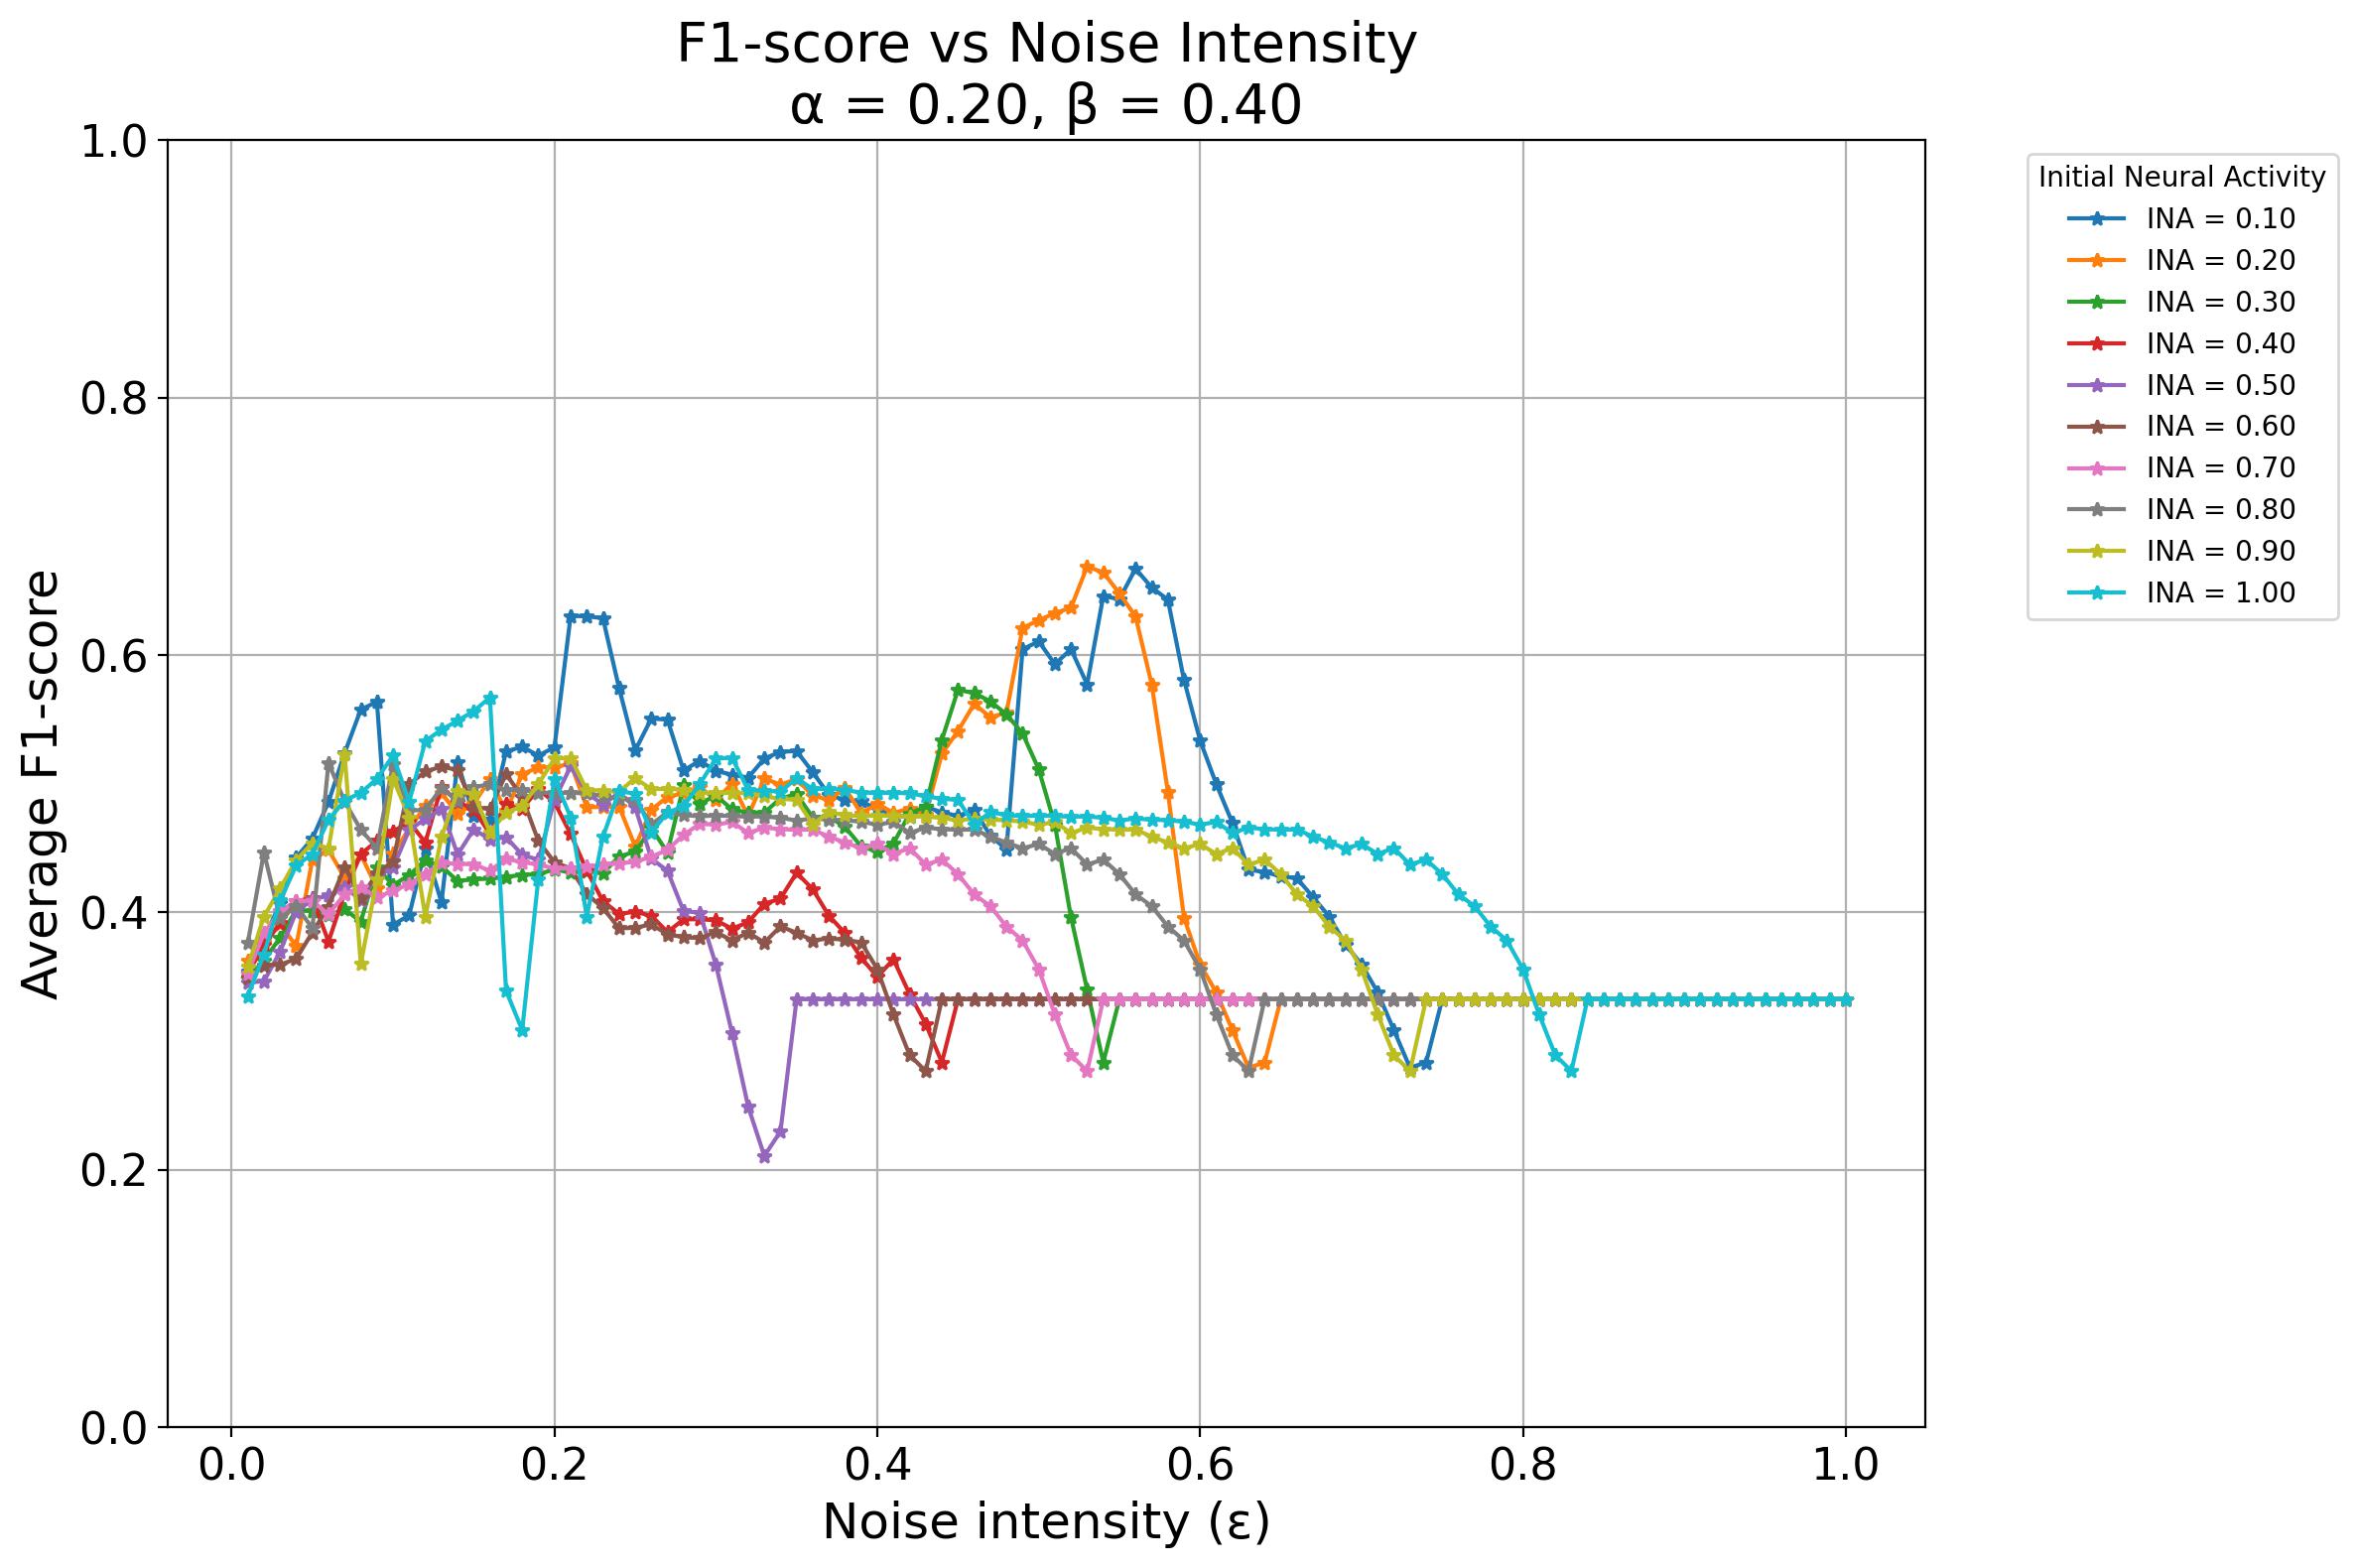 F1-score vs Noise Intensity
α = 0.20, β = 0.40
1.0
0.8
0.6
0.4
0.2
0.0
Average F1-score
0.0 0.2 0.4 0.6 0.8 1.0
Noise intensity (ε)
Initial Neural Activity
INA = 0.10
INA = 0.20
INA = 0.30
INA = 0.40
INA = 0.50
INA = 0.60
INA = 0.70
INA = 0.80
INA = 0.90
INA = 1.00